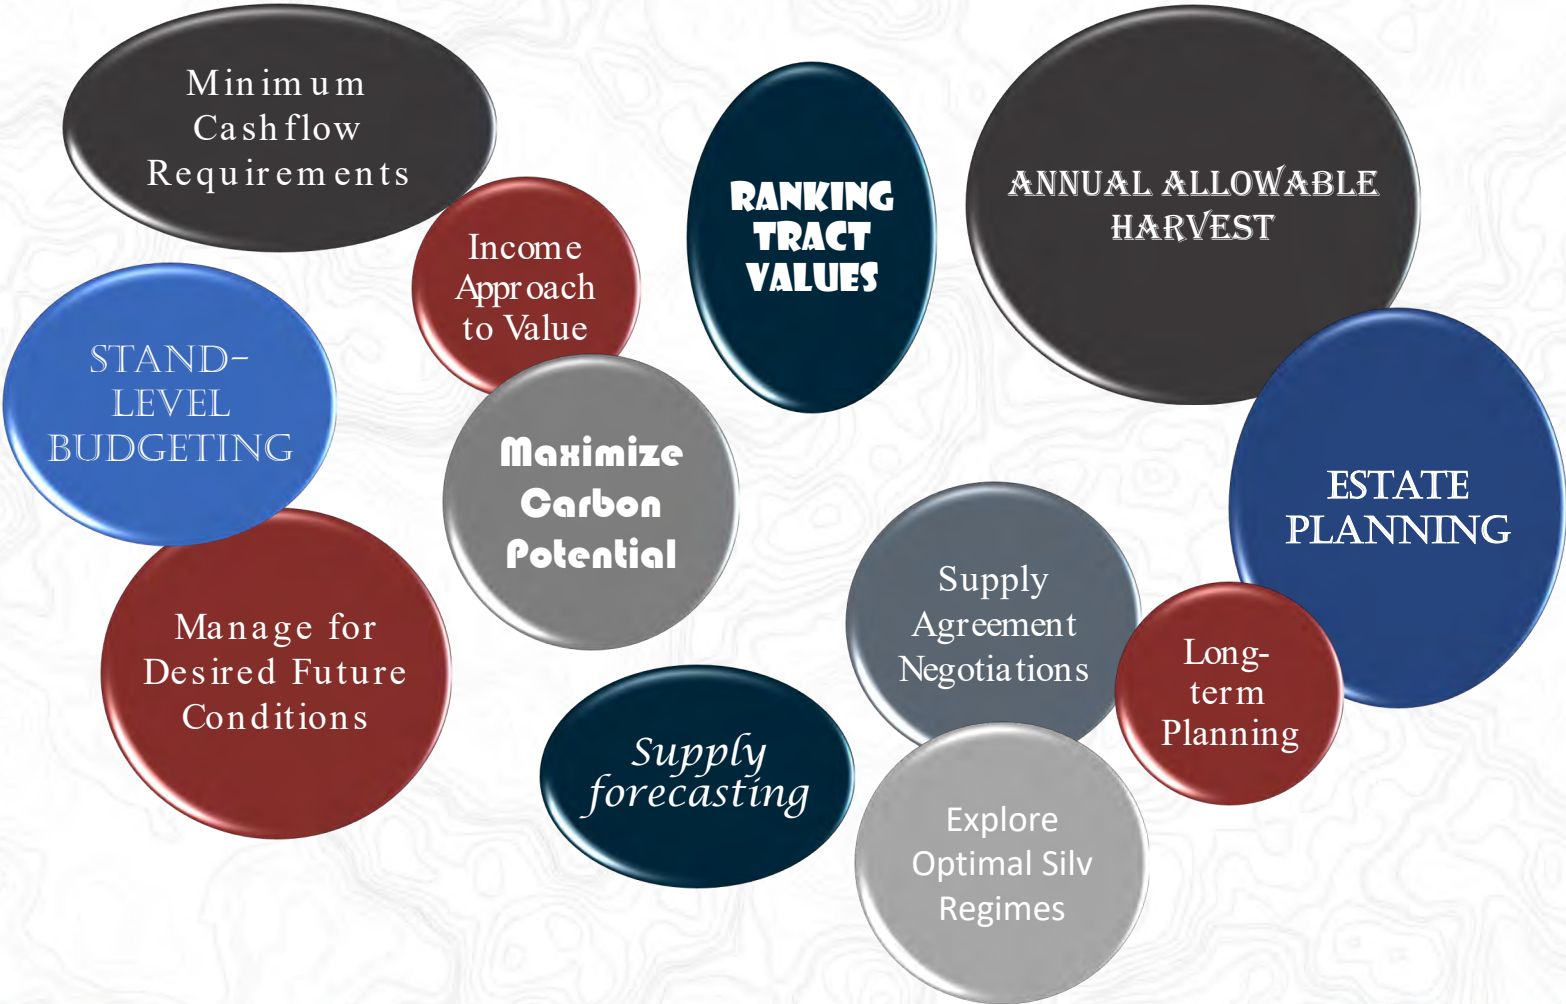 Minimum
Cashflow
Requirements
Income
Approach
to Value
RANKING
TRACT
VALUES
ANNUAL ALLOWABLE
HARVEST
STAND-
LEVEL
BUDGETING
Maximize
Carbon
Potential
ESTATE
PLANNING
Manage for
Desired Future
Conditions
Supply
Agreement
Negotiations
Long-
term
Planning
Supply
forecasting
Explore
Optimal Silv
Regimes